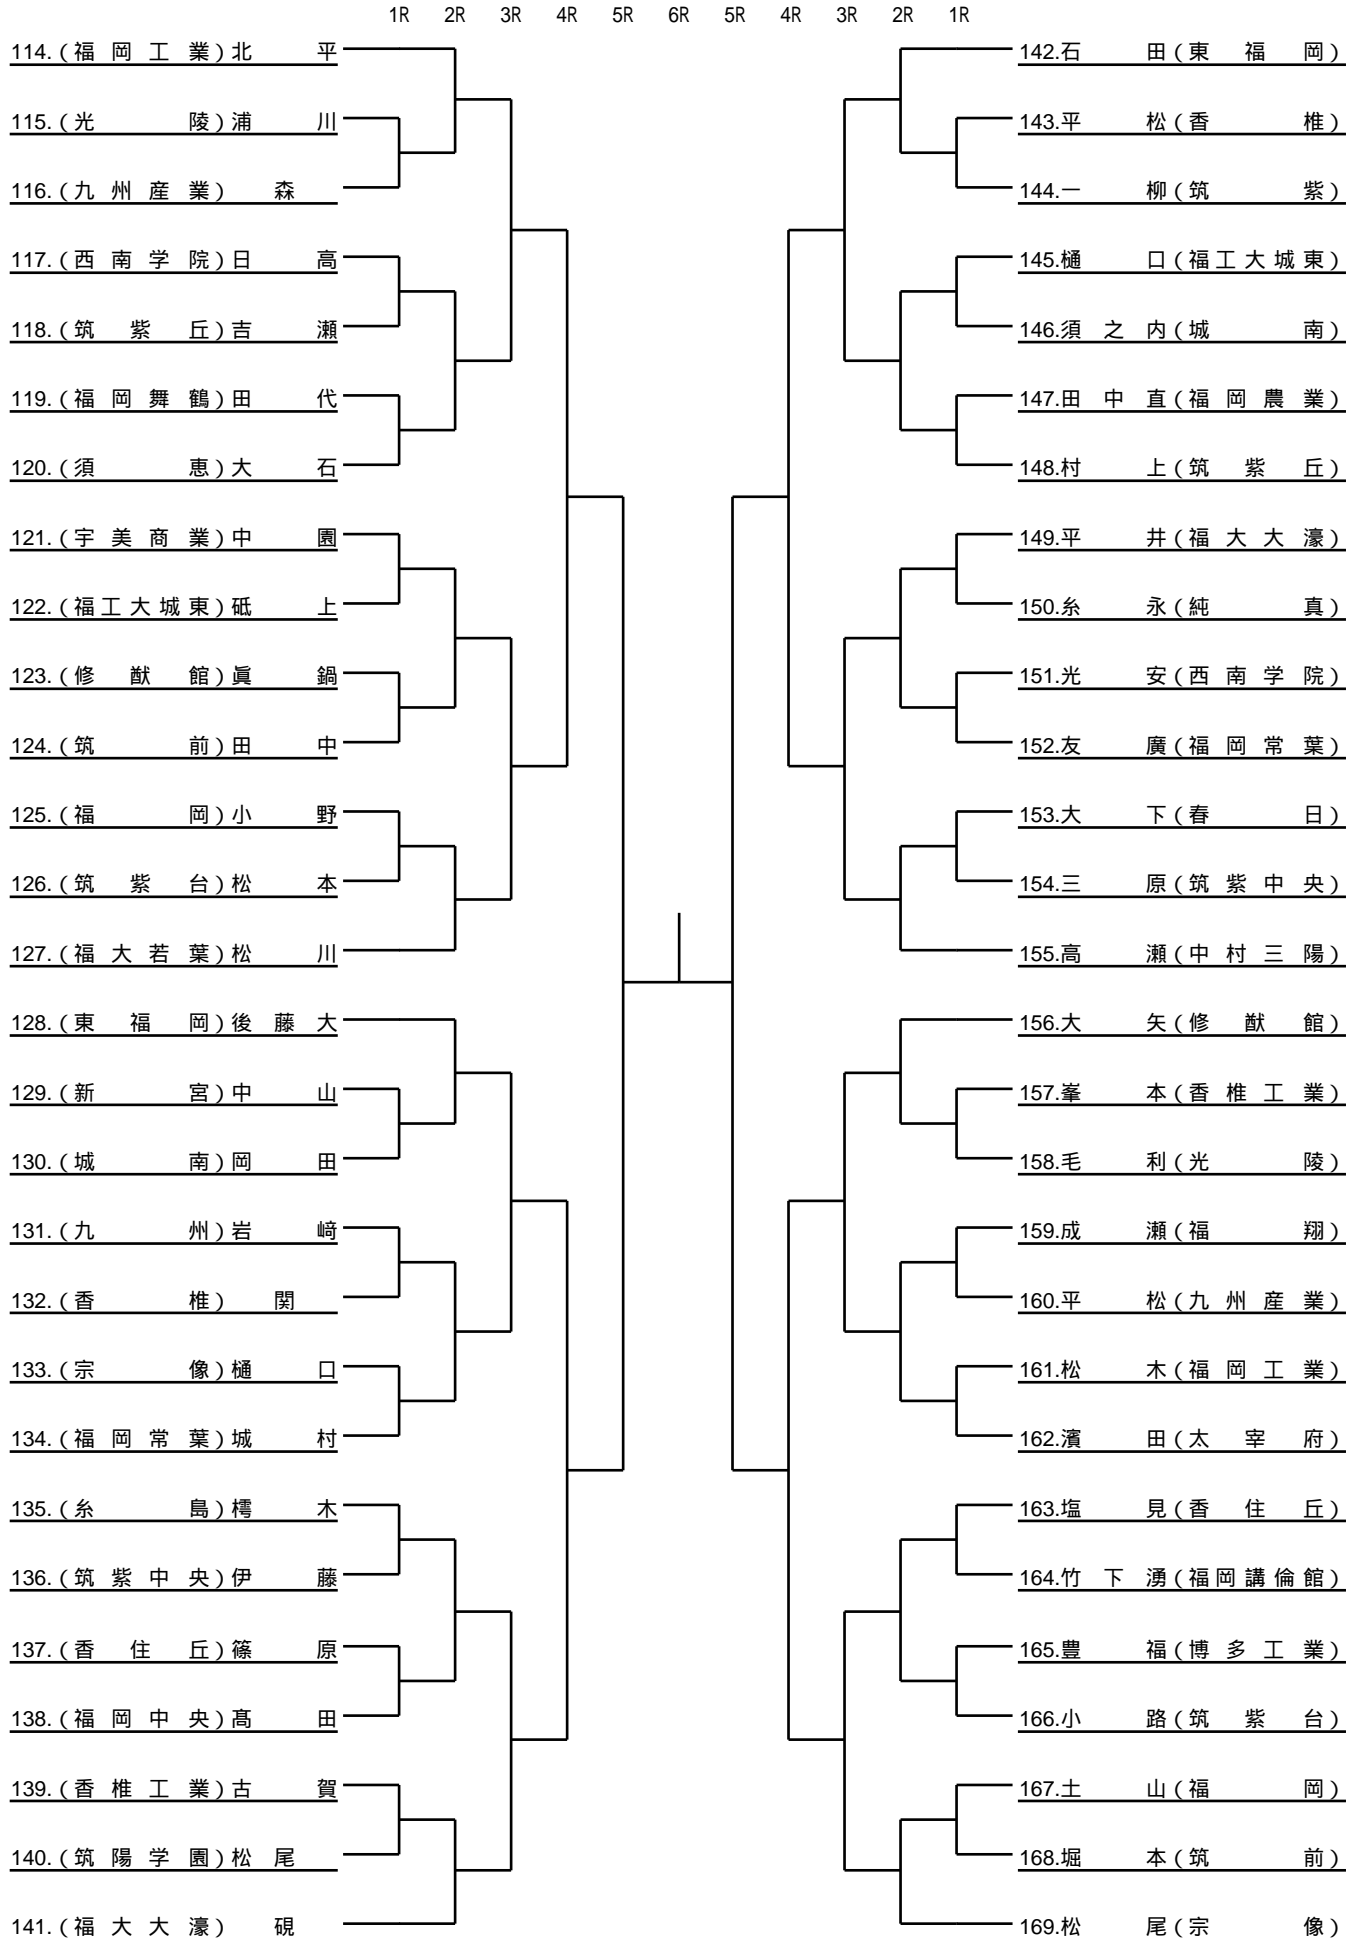 1R 2R 3R 4R 5R 6R 5R 4R 3R 2R 1R
114.(福岡工業)北平
115.(光陵)浦川
116.(九州産業)森
117.(西南学院)日高
118.(筑紫丘)吉瀬
119.(福岡舞鶴)田代
120.(須恵)大石
121.(宇美商業)中園
122.(福工大城東)砥上
123.(修猷館)眞鍋
124.(筑前)田中
125.(福岡)小野
126.(筑紫台)松本
127.(福大若葉)松川
128.(東福岡)後藤大
129.(新宮)中山
130.(城南)岡田
131.(九州)岩﨑
132.(香椎)関
133.(宗像)樋口
134.(福岡常葉)城村
135.(糸島)樗木
136.(筑紫中央)伊藤
137.(香住丘)篠原
138.(福岡中央)髙田
139.(香椎工業)古賀
140.(筑陽学園)松尾
141.(福大大濠)硯
142.石田(東福岡)
143.平松(香椎)
144.一柳(筑紫)
145.樋口(福工大城東)
146.須之内(城南)
147.田中直(福岡農業)
148.村上(筑紫丘)
149.平井(福大大濠)
150.糸永(純真)
151.光安(西南学院)
152.友廣(福岡常葉)
153.大下(春日)
154.三原(筑紫中央)
155.高瀬(中村三陽)
156.大矢(修猷館)
157.峯本(香椎工業)
158.毛利(光陵)
159.成瀬(福翔)
160.平松(九州産業)
161.松木(福岡工業)
162.濱田(太宰府)
163.塩見(香住丘)
164.竹下湧(福岡講倫館)
165.豊福(博多工業)
166.小路(筑紫台)
167.土山(福岡)
168.堀本(筑前)
169.松尾(宗像)